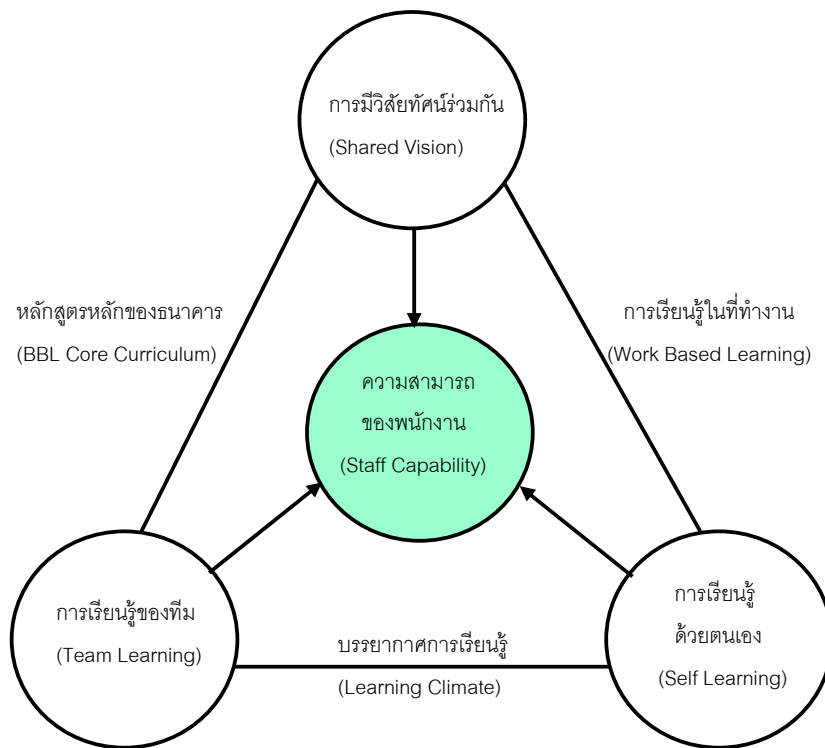 การมีวิสัยทัศน์ร่วมกัน
(Shared Vision)
หลักสูตรหลักของธนาคาร
(BBL Core Curriculum)
การเรียนรู้ในที่ทำงาน
(Work Based Learning)
ความสามารถ
ของพนักงาน
(Staff Capability)
การเรียนรู้ของทีม
(Team Learning)
บรรยากาศการเรียนรู้
(Learning Climate)
การเรียนรู้
ด้วยตนเอง
(Self Learning)